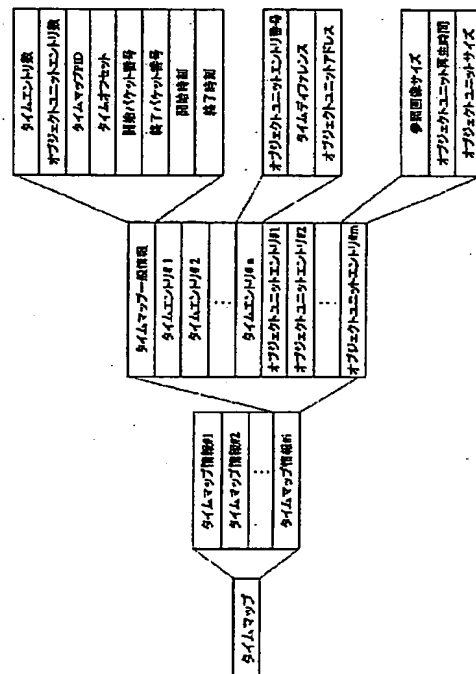 タイムマップ
タイムマップ情報#1
タイムマップ情報#2
…
タイムマップ情報#i
タイムマップ一般情報
タイムエントリ#1
タイムエントリ#2
…
タイムエントリ#n
オブジェクトユニットエントリ#1
オブジェクトユニットエントリ#2
…
オブジェクトユニットエントリ#m
タイムエントリ数
オブジェクトユニットエントリ数
タイムマップPID
タイムオフセット
開始パケット番号
終了パケット番号
開始時刻
終了時刻
オブジェクトユニットエントリ番号
タイムディファレンス
オブジェクトユニットアドレス
参照画像サイズ
オブジェクトユニット再生時間
オブジェクトユニットサイズ